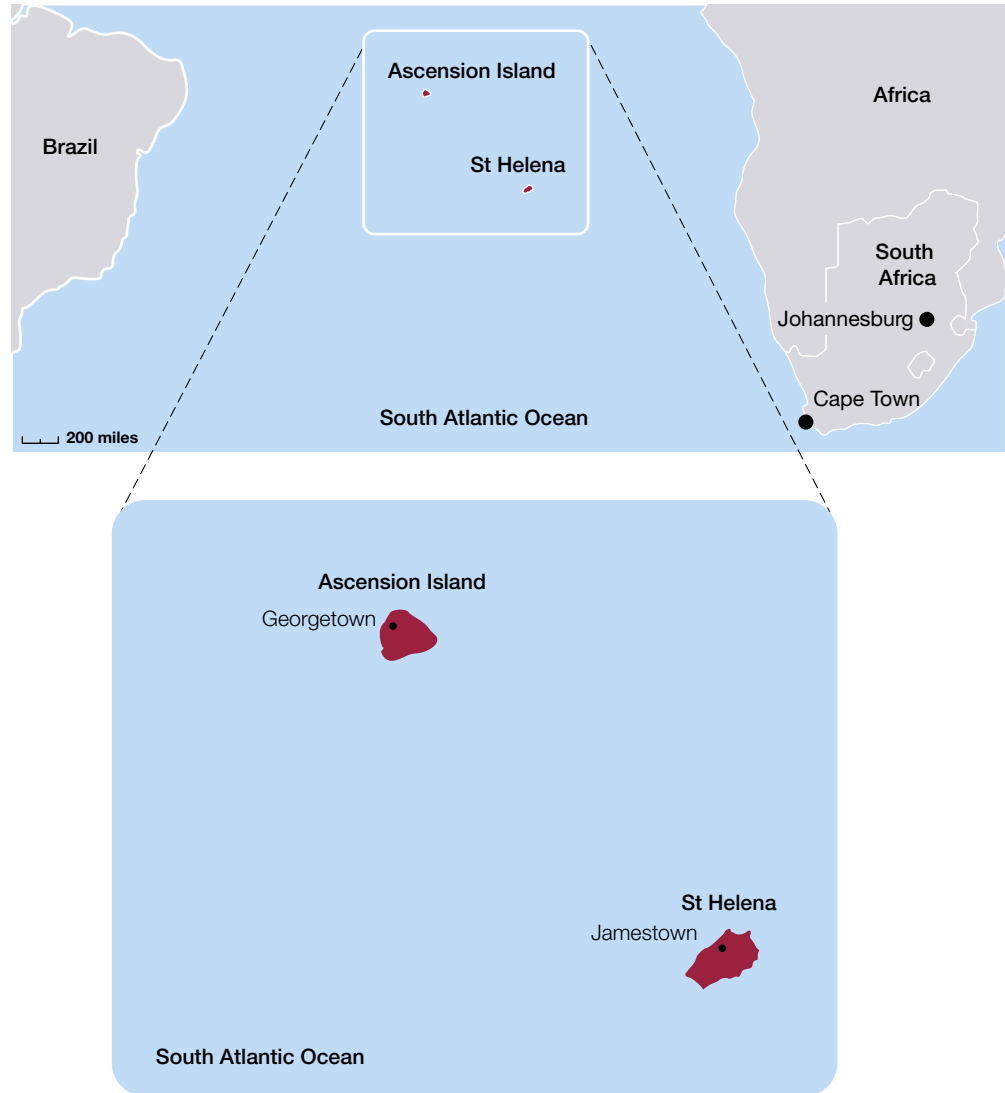 Ascension Island
Africa
Brazil
St Helena
South
Africa
Johannesburg
Cape Town
South Atlantic Ocean
200 miles
Ascension Island
Georgetown
St Helena
Jamestown
South Atlantic Ocean